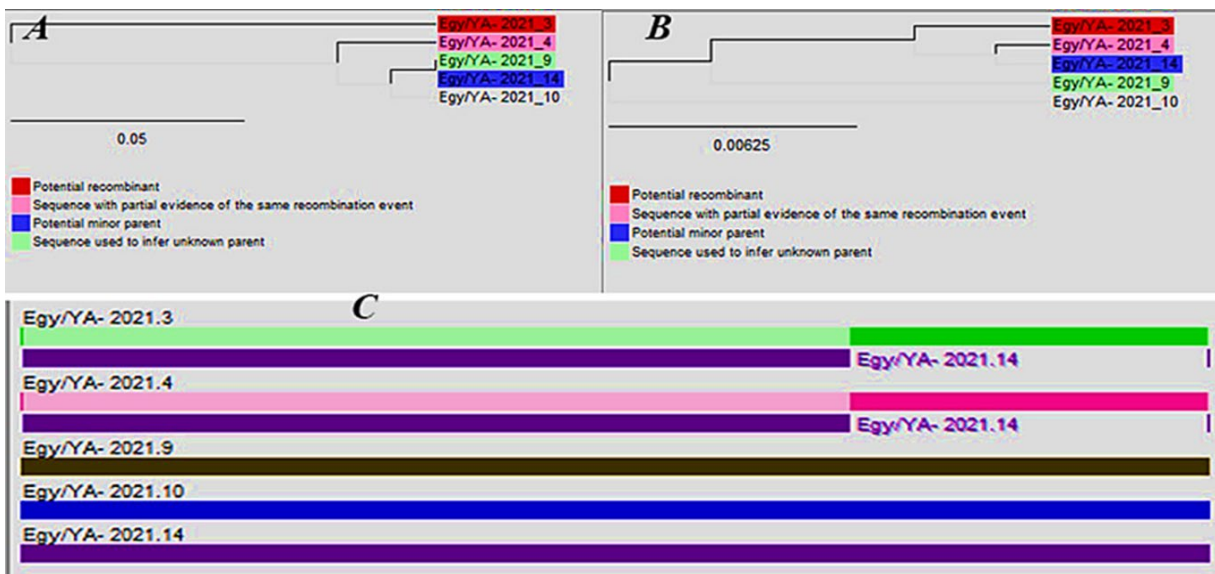 A
Egy/YA- 2021_3
Egy/YA- 2021_4
Egy/YA- 2021_9
Egy/YA- 2021_14
Egy/YA- 2021_10
0.05
Potential recombinant
Sequence with partial evidence of the same recombination event
Potential minor parent
Sequence used to infer unknown parent
B
Egy/YA- 2021_3
Egy/YA- 2021_4
Egy/YA- 2021_14
Egy/YA- 2021_9
Egy/YA- 2021_10
0.00625
Potential recombinant
Sequence with partial evidence of the same recombination event
Potential minor parent
Sequence used to infer unknown parent
C
Egy/YA- 2021.3
Egy/YA- 2021.14
Egy/YA- 2021.4
Egy/YA- 2021.14
Egy/YA- 2021.9
Egy/YA- 2021.10
Egy/YA- 2021.14